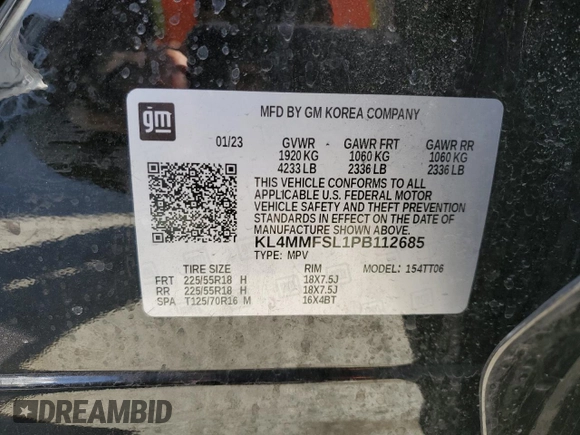 gm
MFD BY GM KOREA COMPANY
01/23 GVWR GAWR FRT GAWR RR
1920 KG 1060 KG 1060 KG
4233 LB 2336 LB 2336 LB
THIS VEHICLE CONFORMS TO ALL
APPLICABLE U.S. FEDERAL MOTOR
VEHICLE SAFETY AND THEFT PREVENTION
STANDARDS IN EFFECT ON THE DATE OF
MANUFACTURE SHOWN ABOVE.
KL4MMFSL1PB112685
TYPE: MPV
TIRE SIZE RIM MODEL: 154TT06
FRT 225/55R18 H 18X7.5J
RR 225/55R18 H 18X7.5J
SPA T125/70R16 M 16X4BT
DREAMBID